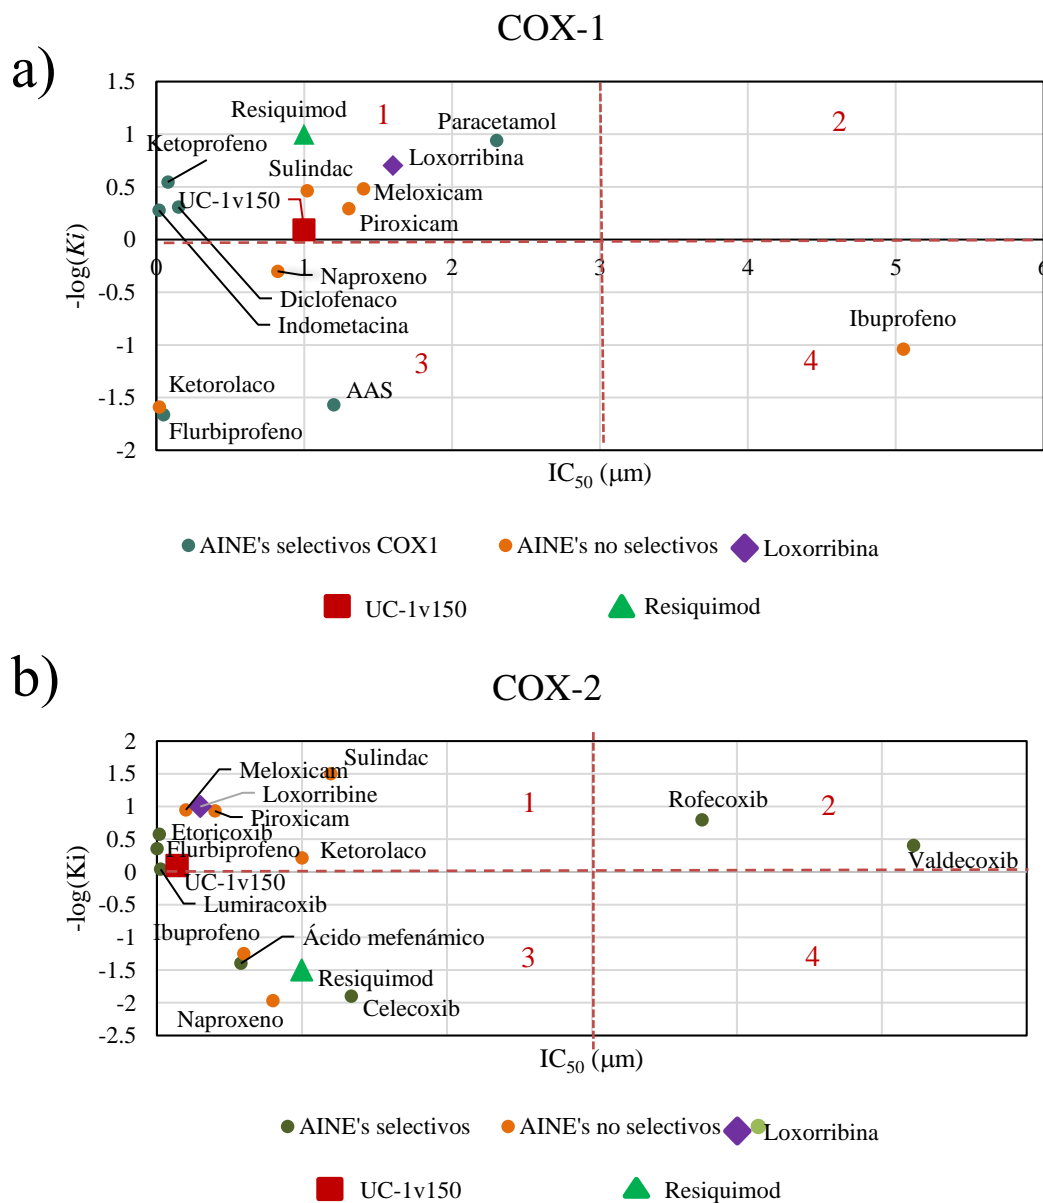 COX-1
a)
1.5
1
0.5
0
-0.5
-1
-1.5
-2
-log(Ki)
0
1
2
3
4
5
6
Resiquimod
1
Paracetamol
2
Ketoprofeno
Loxorribina
Sulindac
Meloxicam
UC-1v150
Piroxicam
Naproxeno
Diclofenaco
Indometacina
Ibuprofeno
3
4
Ketorolaco
AAS
Flurbiprofeno
IC50 (μm)
AINE's selectivos COX1
AINE's no selectivos
Loxorribina
UC-1v150
Resiquimod
b)
COX-2
2
1.5
1
0.5
0
-0.5
-1
-1.5
-2
-2.5
-log(Ki)
Sulindac
Meloxicam
Loxorribine
Piroxicam
1
Rofecoxib
2
Etoricoxib
Flurbiprofeno
Ketorolaco
Valdecoxib
UC-1v150
Lumiracoxib
Ibuprofeno
Ácido mefenámico
3
4
Resiquimod
Celecoxib
Naproxeno
IC50 (μm)
AINE's selectivos
AINE's no selectivos
Loxorribina
UC-1v150
Resiquimod